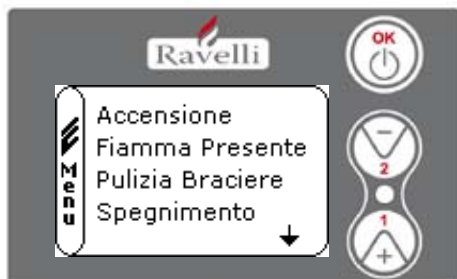 Ravelli
OK
Menu
Accensione
Fiamma Presente
Pulizia Braciere
Spegnimento
−
2
1
+